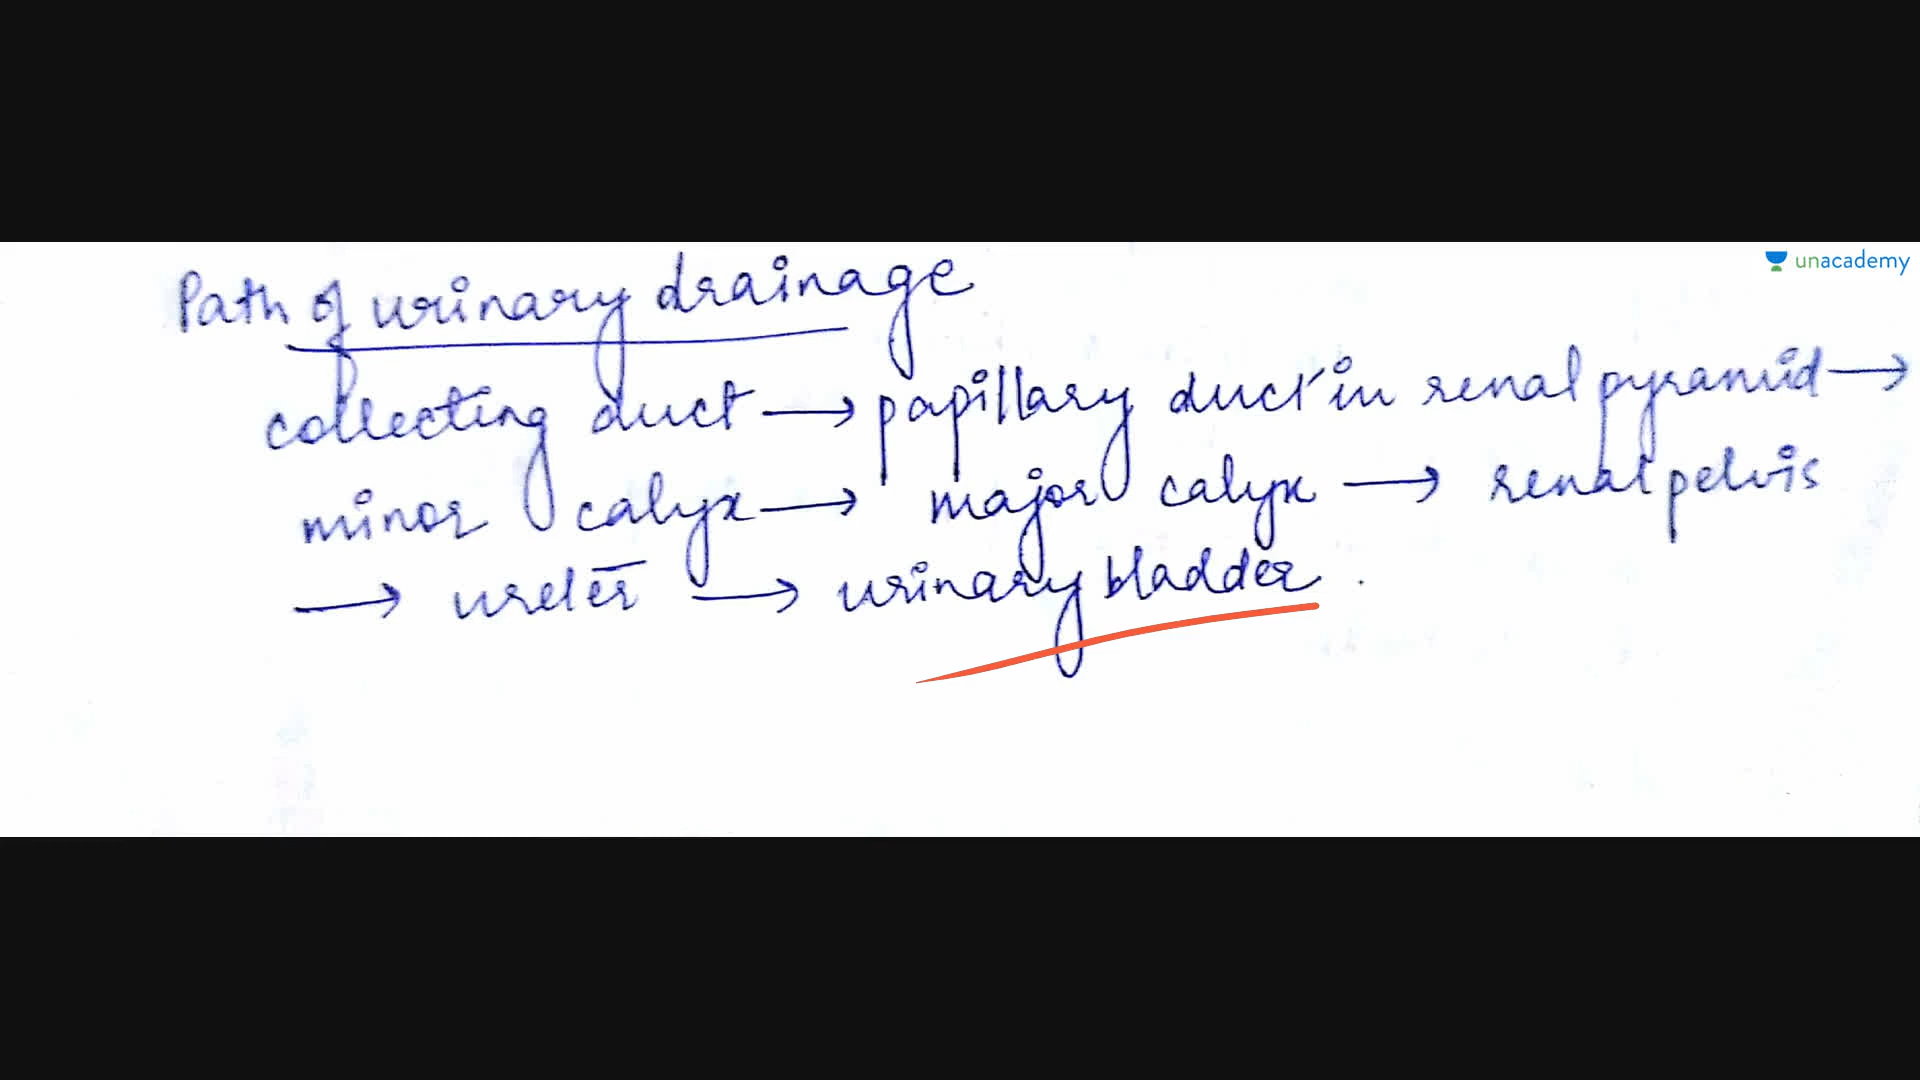 unacademy
Path of urinary drainage
collecting duct → papillary duct in renal pyramid →
minor calyx → major calyx → renal pelvis
→ ureter → urinary bladder .